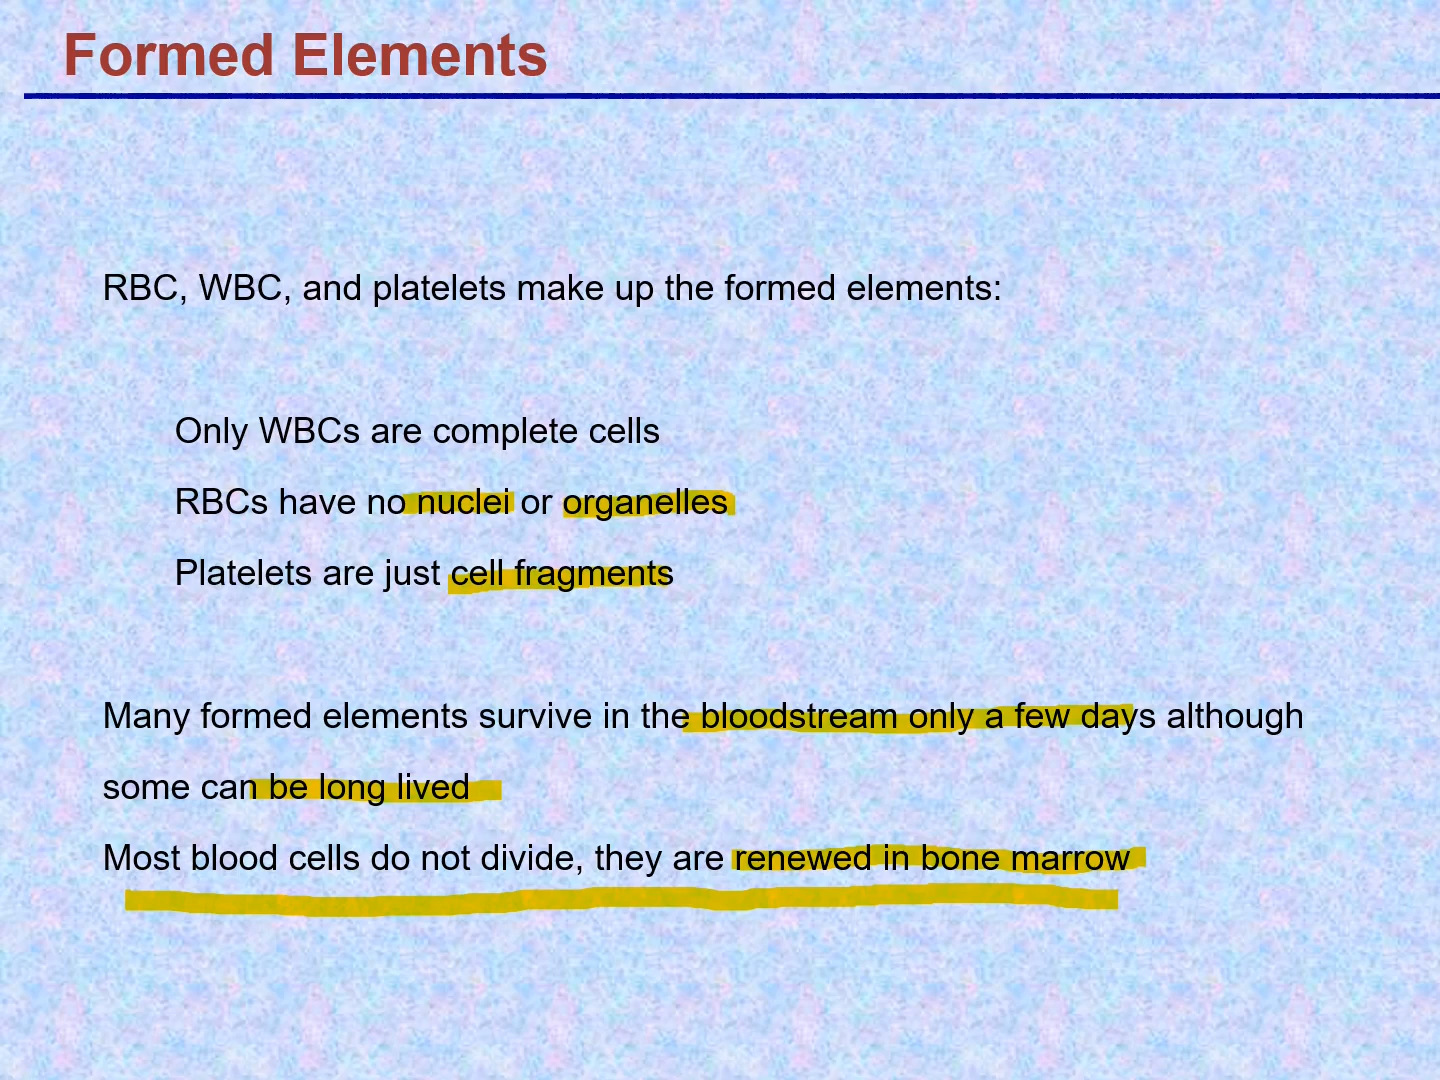 Formed Elements
RBC, WBC, and platelets make up the formed elements:
Only WBCs are complete cells
RBCs have no nuclei or organelles
Platelets are just cell fragments
Many formed elements survive in the bloodstream only a few days although
some can be long lived
Most blood cells do not divide, they are renewed in bone marrow